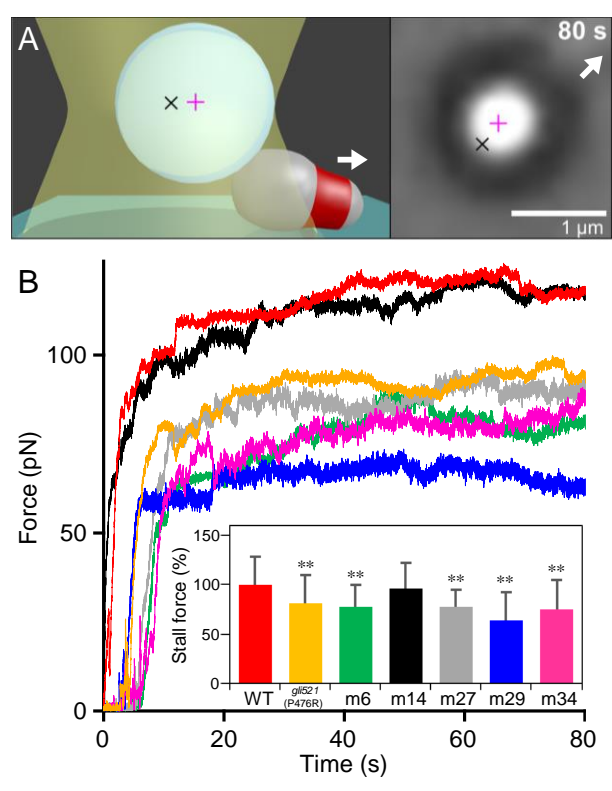 A
80 s
1 µm
B
Force (pN)
100
50
0
0
20
40
60
80
Time (s)
Stall force (%)
150
100
50
0
**
**
**
**
**
WT
gli521
(P476R)
m6
m14
m27
m29
m34